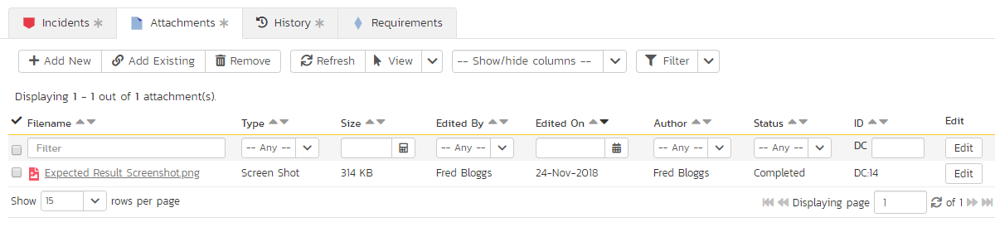 Incidents * Attachments * History * Requirements
Add New Add Existing Remove Refresh View -- Show/hide columns -- Filter
Displaying 1 - 1 out of 1 attachment(s).
Filename Type Size Edited By Edited On Author Status ID Edit
Filter -- Any -- -- Any -- -- Any -- -- Any -- DC Edit
Expected Result Screenshot.png Screen Shot 314 KB Fred Bloggs 24-Nov-2018 Fred Bloggs Completed DC:14 Edit
Show 15 rows per page Displaying page 1 of 1